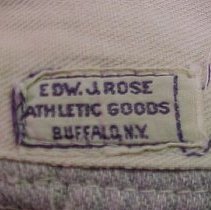 EDW. J. ROSE
ATHLETIC GOODS
BUFFALO, N.Y.